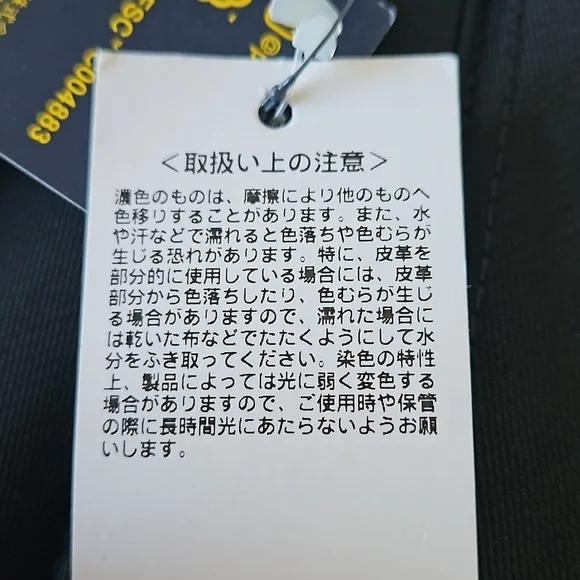 FSC™ C004883
＜取扱い上の注意＞
濃色のものは、摩擦により他のものへ
色移りすることがあります。また、水
や汗などで濡れると色落ちや色むらが
生じる恐れがあります。特に、皮革を
部分的に使用している場合には、皮革
部分から色落ちしたり、色むらが生じ
る場合がありますので、濡れた場合に
は乾いた布などでたたくようにして水
分をふき取ってください。染色の特性
上、製品によっては光に弱く変色する
場合がありますので、ご使用時や保管
の際に長時間光にあたらないようお願
いします。